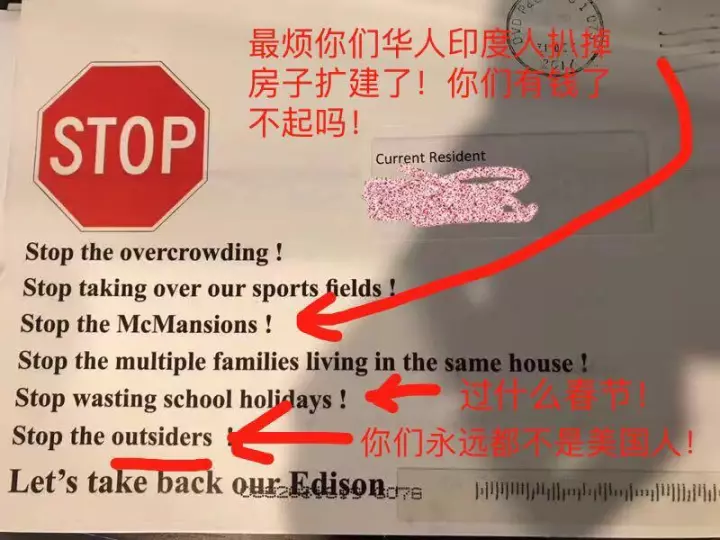 最烦你们华人印度人扒掉
房子扩建了！你们有钱了
不起吗！
2017
STOP
Current Resident
Stop the overcrowding !
Stop taking over our sports fields !
Stop the McMansions !
Stop the multiple families living in the same house !
Stop wasting school holidays !
过什么春节！
Stop the outsiders !
你们永远都不是美国人！
Let's take back our Edison